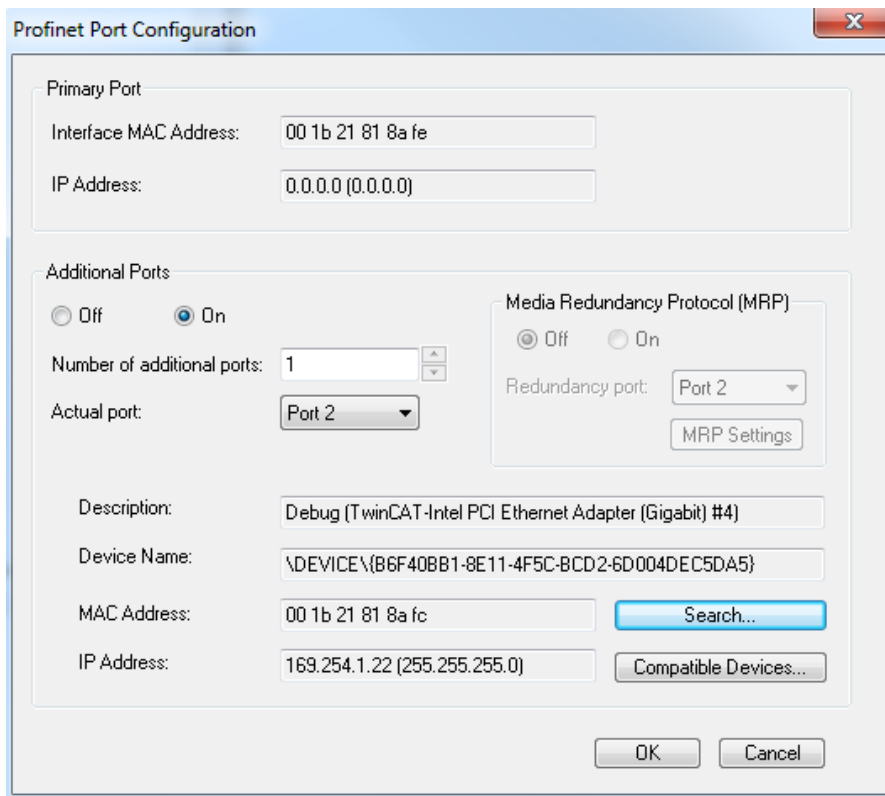 Profinet Port Configuration
Primary Port
Interface MAC Address: 00 1b 21 81 8a fe
IP Address: 0.0.0.0 (0.0.0.0)
Additional Ports
Off On
Number of additional ports: 1
Actual port: Port 2
Media Redundancy Protocol (MRP)
Off On
Redundancy port: Port 2
MRP Settings
Description: Debug (TwinCAT-Intel PCI Ethernet Adapter (Gigabit) #4)
Device Name: \DEVICE\{B6F40BB1-8E11-4F5C-BCD2-6D004DEC5DA5}
MAC Address: 00 1b 21 81 8a fc Search...
IP Address: 169.254.1.22 (255.255.255.0) Compatible Devices...
OK Cancel